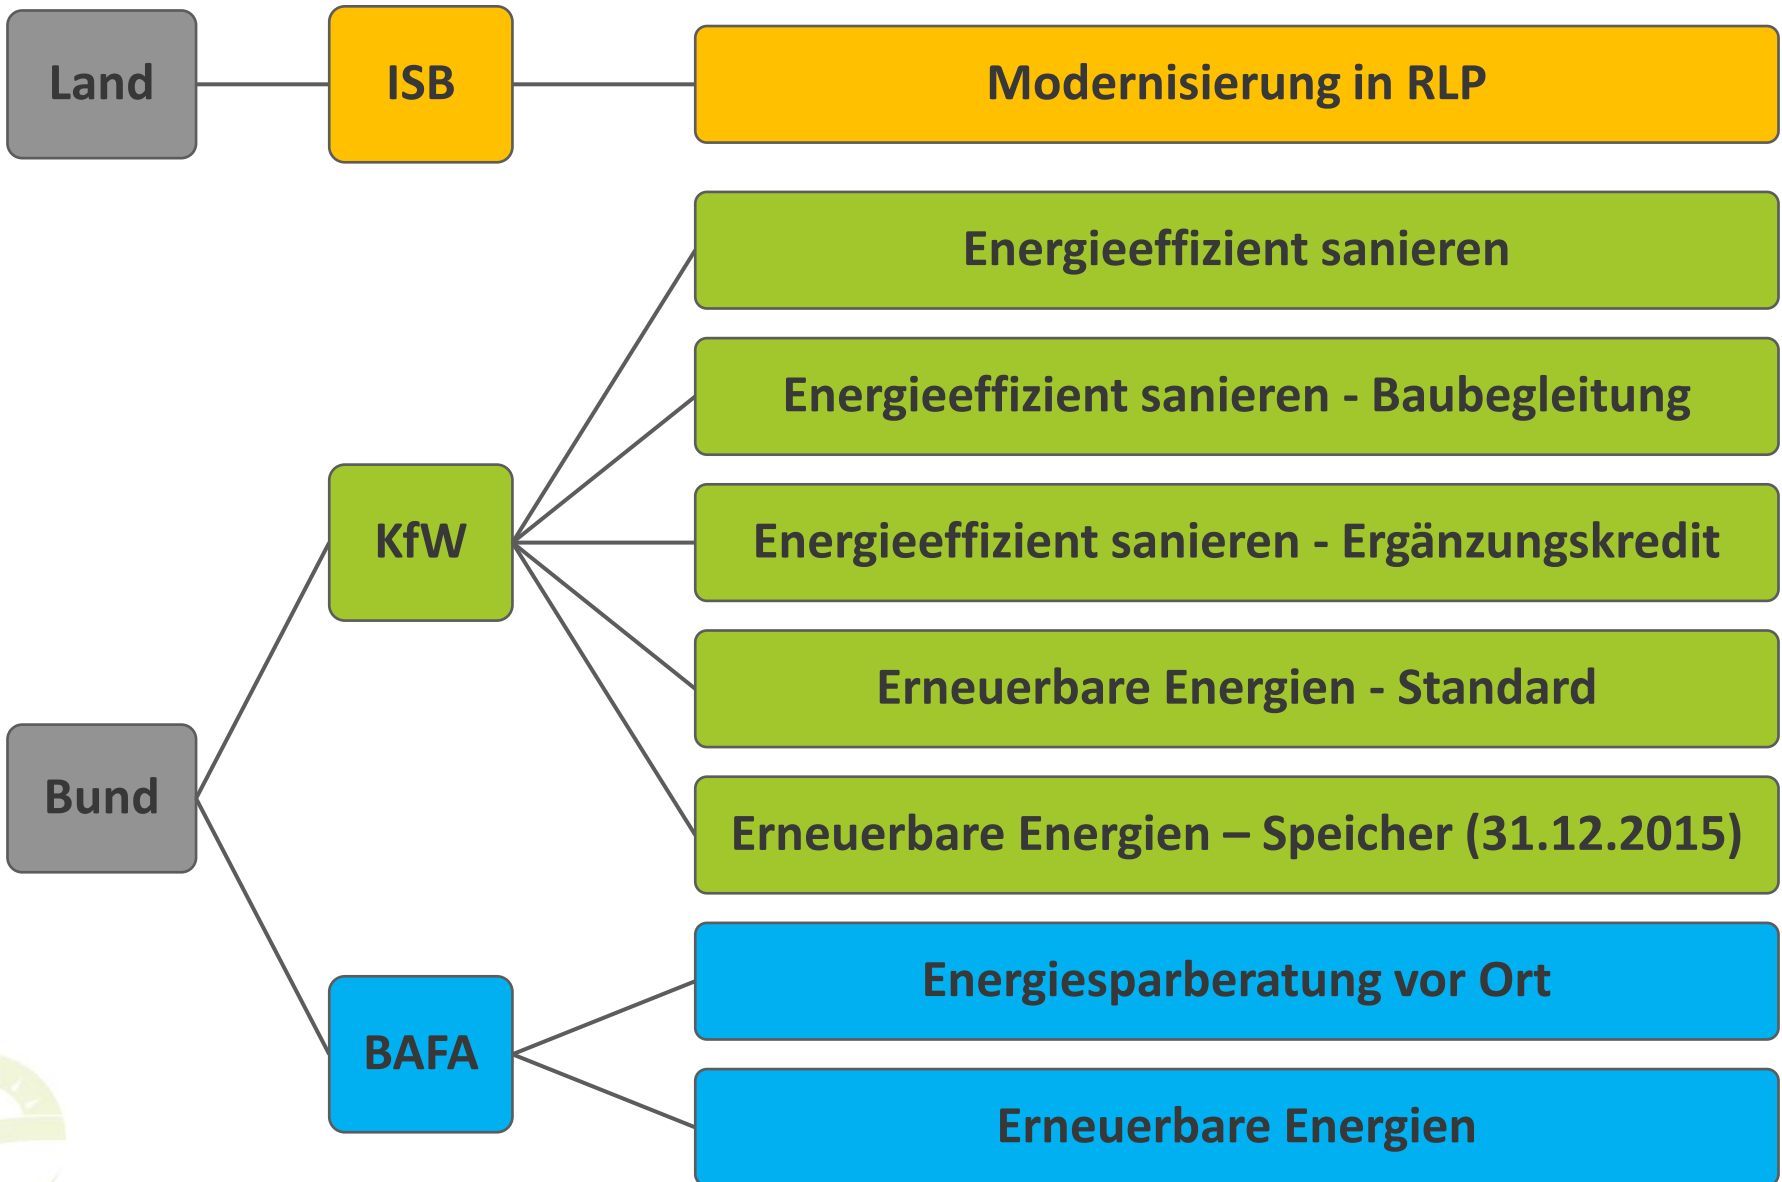 Land
ISB
Modernisierung in RLP
Energieeffizient sanieren
Energieeffizient sanieren - Baubegleitung
KfW
Energieeffizient sanieren - Ergänzungskredit
Erneuerbare Energien - Standard
Bund
Erneuerbare Energien – Speicher (31.12.2015)
BAFA
Energiesparberatung vor Ort
Erneuerbare Energien